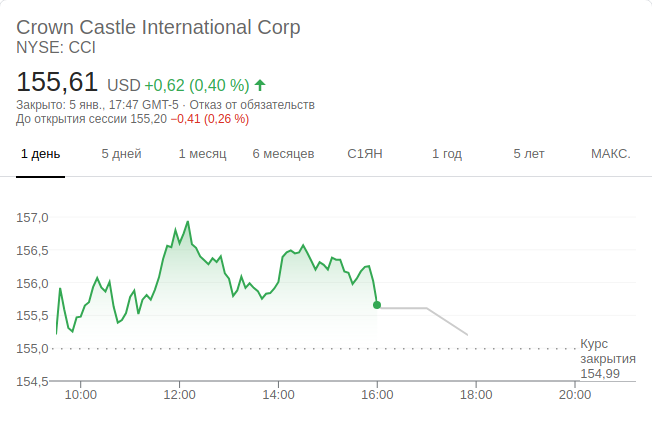 Crown Castle International Corp
NYSE: CCI
155,61 USD +0,62 (0,40 %)
Закрыто: 5 янв., 17:47 GMT-5 · Отказ от обязательств
До открытия сессии 155,20 −0,41 (0,26 %)
1 день 5 дней 1 месяц 6 месяцев С1ЯН 1 год 5 лет МАКС.
157,0
156,5
156,0
155,5
155,0
154,5
Курс
закрытия
154,99
10:00 12:00 14:00 16:00 18:00 20:00